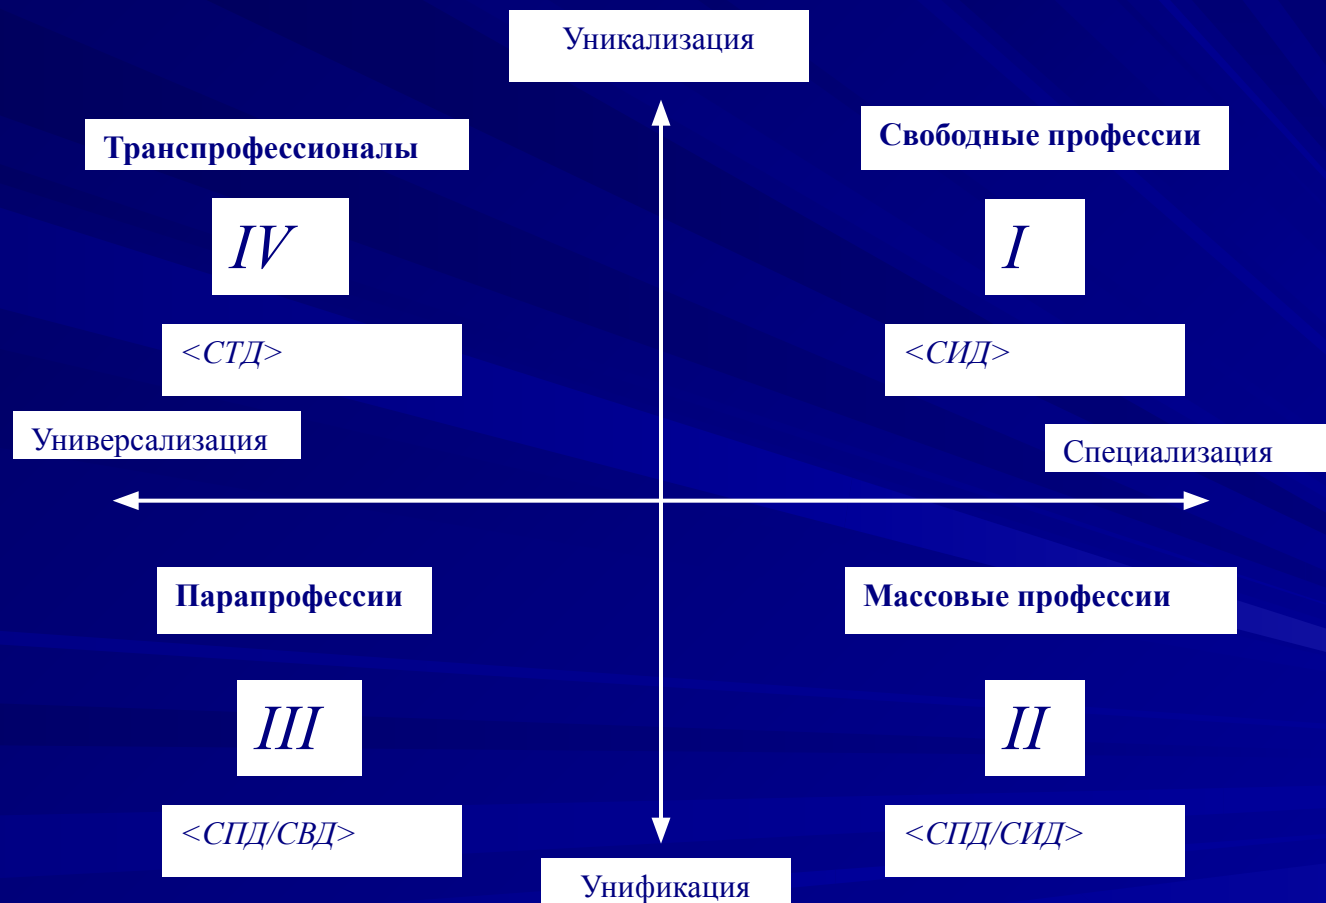 Уникализация
Транспрофессионалы
Свободные профессии
IV
I
<СТД>
<СИД>
Универсализация
Специализация
Парапрофессии
Массовые профессии
III
II
<СПД/СВД>
<СПД/СИД>
Унификация